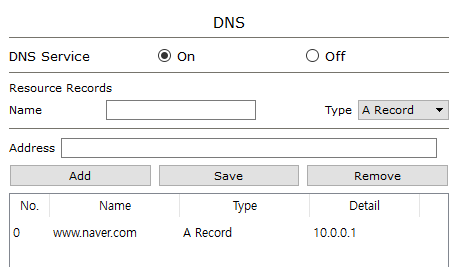 DNS
DNS Service On Off
Resource Records
Name Type A Record
Address
Add Save Remove
No. Name Type Detail
0 www.naver.com A Record 10.0.0.1